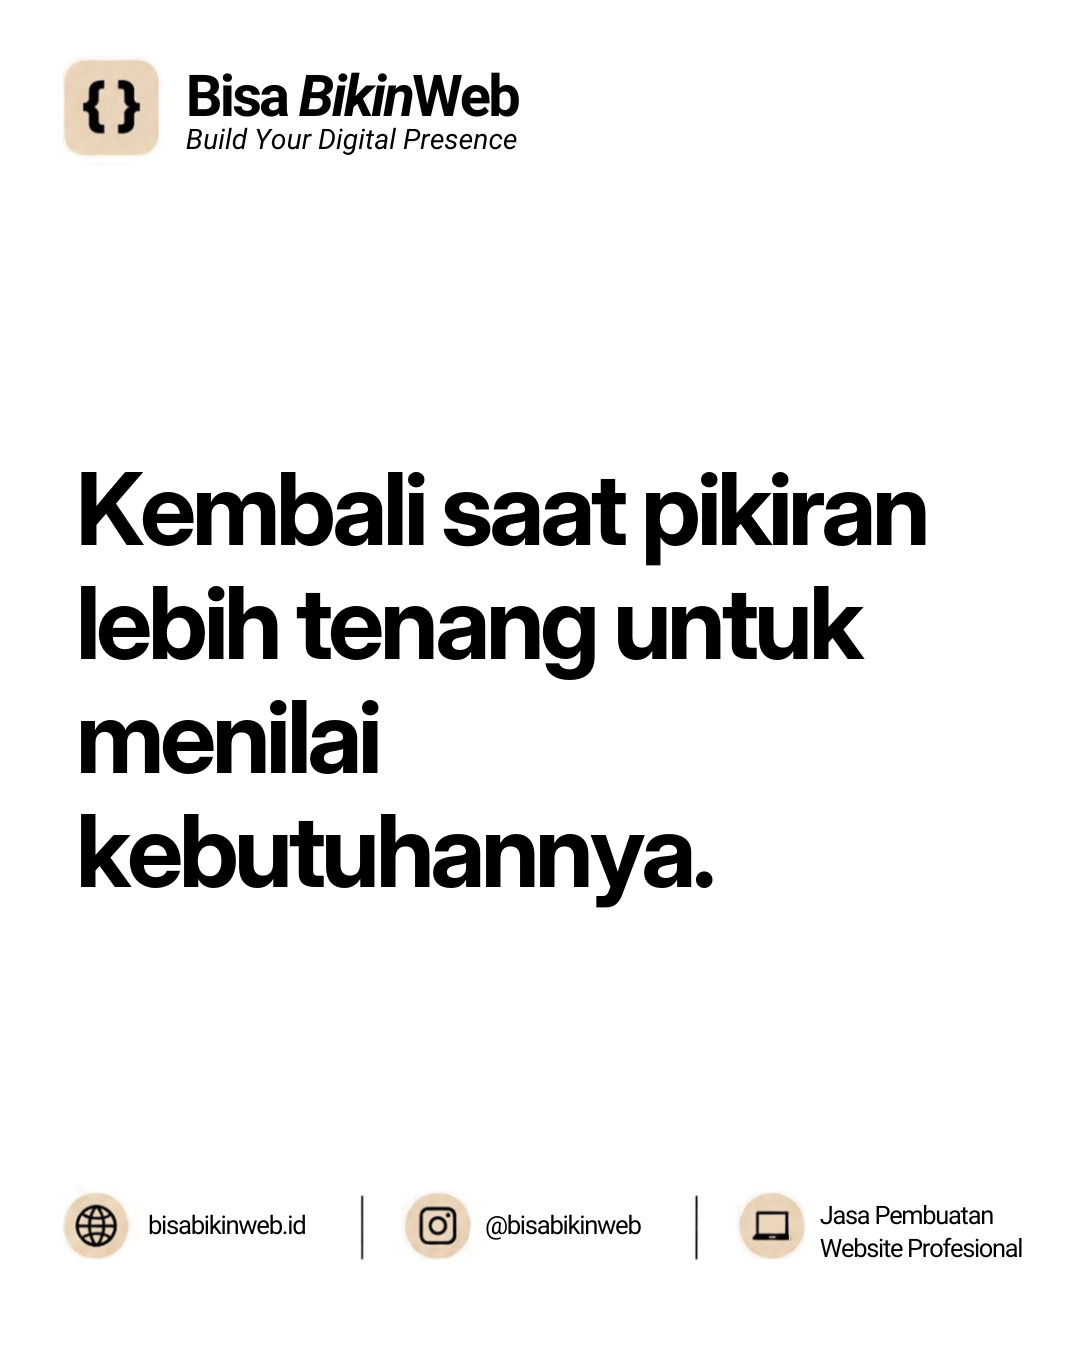 { }
Bisa BikinWeb
Build Your Digital Presence
Kembali saat pikiran
lebih tenang untuk
menilai
kebutuhannya.
bisabikinweb.id
@bisabikinweb
Jasa Pembuatan
Website Profesional